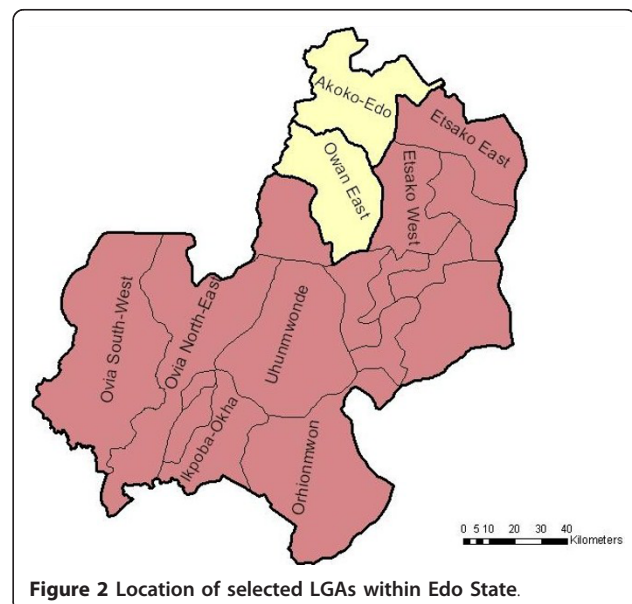 Akoko-Edo
Etsako East
Owan East
Etsako West
Ovia South-West
Ovia North-East
Uhunmwonde
Ikpoba-Okha
Orhionmwon
0 5 10 20 30 40
Kilometers
Figure 2 Location of selected LGAs within Edo State.